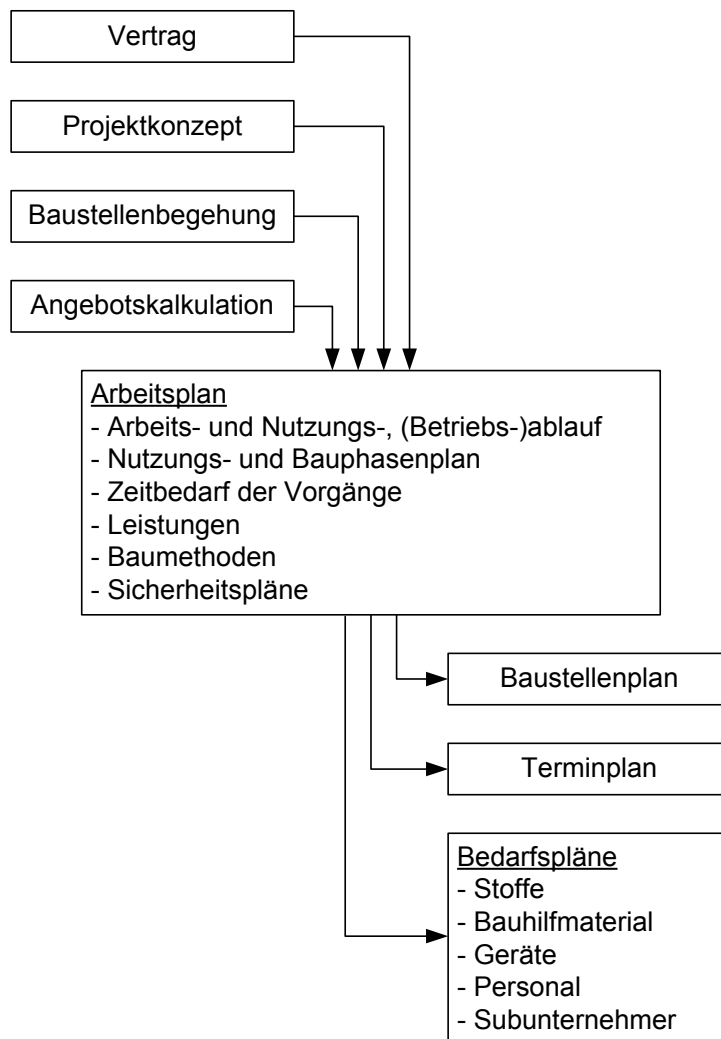 Vertrag
Projektkonzept
Baustellenbegehung
Angebotskalkulation
Arbeitsplan
- Arbeits- und Nutzungs-, (Betriebs-)ablauf
- Nutzungs- und Bauphasenplan
- Zeitbedarf der Vorgänge
- Leistungen
- Baumethoden
- Sicherheitspläne
Baustellenplan
Terminplan
Bedarfspläne
- Stoffe
- Bauhilfmaterial
- Geräte
- Personal
- Subunternehmer